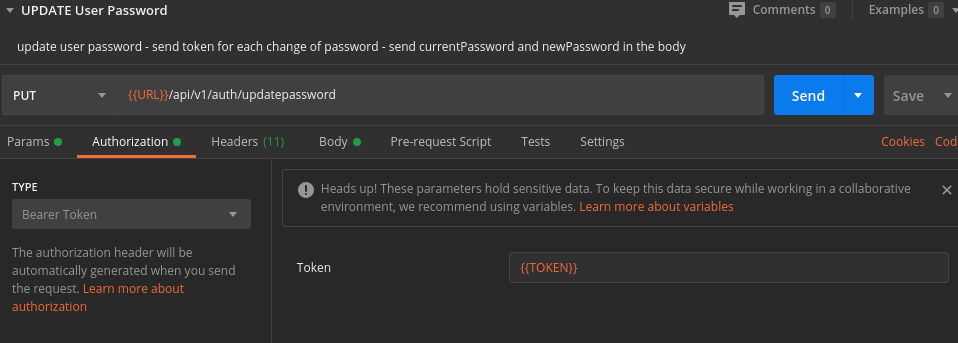 UPDATE User Password
Comments 0
Examples 0
update user password - send token for each change of password - send currentPassword and newPassword in the body
PUT
{{URL}}/api/v1/auth/updatepassword
Send
Save
Params
Authorization
Headers (11)
Body
Pre-request Script
Tests
Settings
Cookies
Cod
TYPE
Bearer Token
The authorization header will be
automatically generated when you send
the request. Learn more about
authorization
Heads up! These parameters hold sensitive data. To keep this data secure while working in a collaborative
environment, we recommend using variables. Learn more about variables
Token
{{TOKEN}}